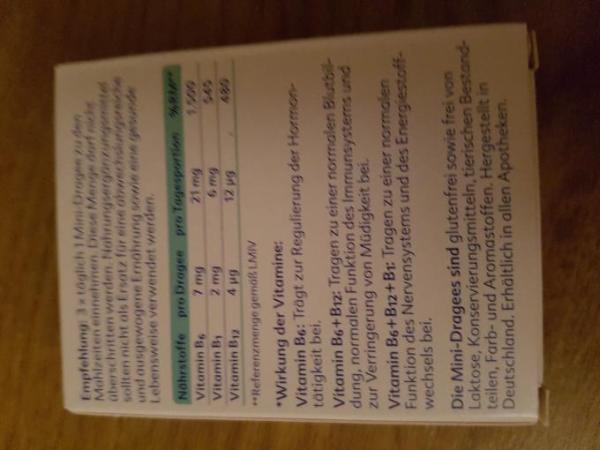 Empfehlung: 3 x täglich 1 Mini-Dragee zu den
Mahlzeiten einnehmen. Diese Menge darf nicht
überschritten werden. Nahrungsergänzungsmittel
sollten nicht als Ersatz für eine abwechslungsreiche
und ausgewogene Ernährung sowie eine gesunde
Lebensweise verwendet werden.
Nährstoffe pro Dragee pro Tagesportion %RM**
Vitamin B6 7 mg 21 mg 1.500
Vitamin B1 2 mg 6 mg 545
Vitamin B12 4 µg 12 µg 480
**Referenzmenge gemäß LMIV
*Wirkung der Vitamine:
Vitamin B6: Trägt zur Regulierung der Hormon-
tätigkeit bei.
Vitamin B6+B12: Tragen zu einer normalen Blutbil-
dung, normalen Funktion des Immunsystems und
zur Verringerung von Müdigkeit bei.
Vitamin B6+B12+B1: Tragen zu einer normalen
Funktion des Nervensystems und des Energiestoff-
wechsels bei.
Die Mini-Dragees sind glutenfrei sowie frei von
Laktose, Konservierungsmitteln, tierischen Bestand-
teilen, Farb- und Aromastoffen. Hergestellt in
Deutschland. Erhältlich in allen Apotheken.